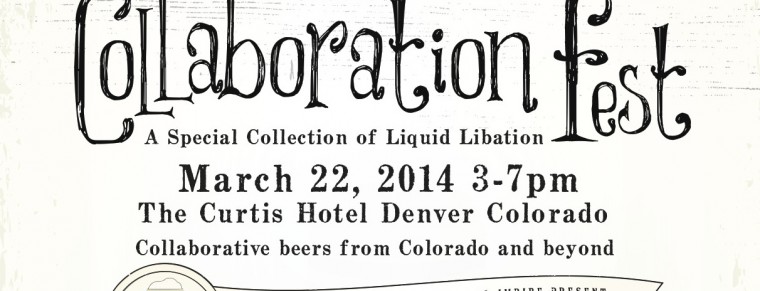 Collaboration fest
A Special Collection of Liquid Libation
March 22, 2014 3-7pm
The Curtis Hotel Denver Colorado
Collaborative beers from Colorado and beyond